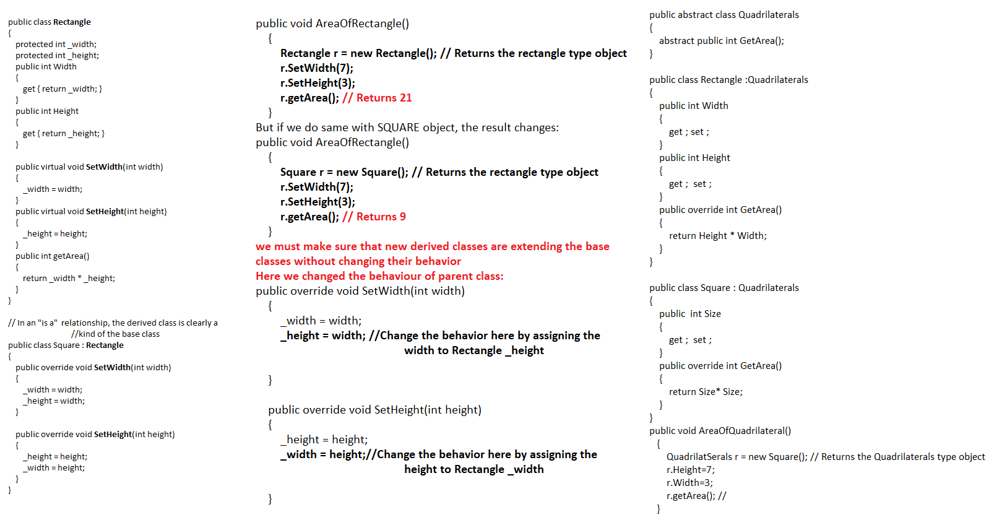 public class Rectangle
{
protected int _width;
protected int _height;
public int Width
{
get { return _width; }
}
public int Height
{
get { return _height; }
}
public virtual void SetWidth(int width)
{
_width = width;
}
public virtual void SetHeight(int height)
{
_height = height;
}
public int getArea()
{
return _width * _height;
}
}
// In an "is a"  relationship, the derived class is clearly a
//kind of the base class
public class Square : Rectangle
{
public override void SetWidth(int width)
{
_width = width;
_height = width;
}
public override void SetHeight(int height)
{
_height = height;
_width = height;
}
}
public void AreaOfRectangle()
{
Rectangle r = new Rectangle(); // Returns the rectangle type object
r.SetWidth(7);
r.SetHeight(3);
r.getArea(); // Returns 21
}
But if we do same with SQUARE object, the result changes:
public void AreaOfRectangle()
{
Square r = new Square(); // Returns the rectangle type object
r.SetWidth(7);
r.SetHeight(3);
r.getArea(); // Returns 9
}
we must make sure that new derived classes are extending the base
classes without changing their behavior
Here we changed the behaviour of parent class:
public override void SetWidth(int width)
{
_width = width;
_height = width; //Change the behavior here by assigning the
width to Rectangle _height
}
public override void SetHeight(int height)
{
_height = height;
_width = height;//Change the behavior here by assigning the
height to Rectangle _width
}
public abstract class Quadrilaterals
{
abstract public int GetArea();
}
public class Rectangle :Quadrilaterals
{
public int Width
{
get ; set ;
}
public int Height
{
get ;  set ;
}
public override int GetArea()
{
return Height * Width;
}
}
public class Square : Quadrilaterals
{
public  int Size
{
get ;  set ;
}
public override int GetArea()
{
return Size* Size;
}
}
public void AreaOfQuadrilateral()
{
QuadrilatSerals r = new Square(); // Returns the Quadrilaterals type object
r.Height=7;
r.Width=3;
r.getArea(); //
}